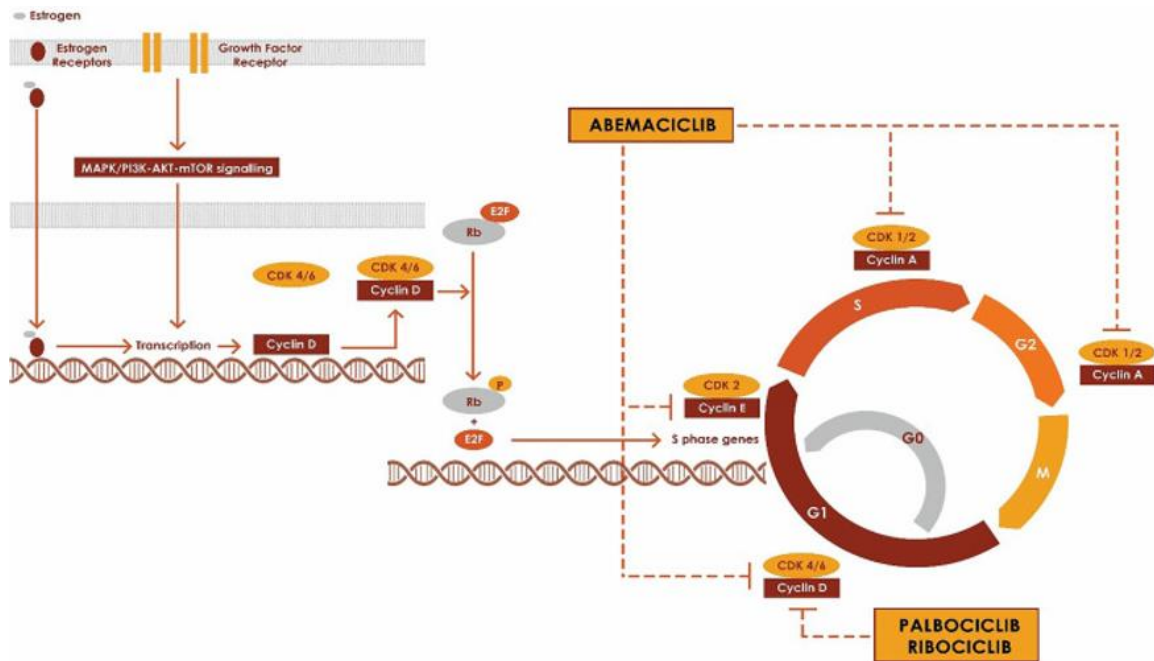 Estrogen
Estrogen
Receptors
Growth Factor
Receptor
MAPK/PI3K-AKT-mTOR signalling
E2F
Rb
CDK 4/6
CDK 4/6
Cyclin D
Transcription
Cyclin D
P
Rb
+
E2F
S phase genes
ABEMACICLIB
CDK 1/2
Cyclin A
S
G2
CDK 1/2
Cyclin A
CDK 2
Cyclin E
G0
M
G1
CDK 4/6
Cyclin D
PALBOCICLIB
RIBOCICLIB